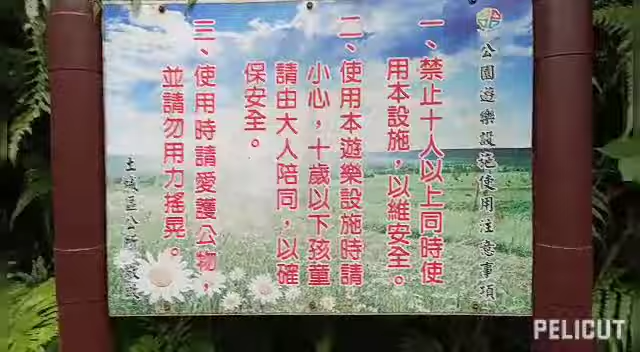 公園遊樂設施使用注意事項
一、禁止十人以上同時使
用本設施，以維安全。
二、使用本遊樂設施時請
小心，十歲以下孩童
請由大人陪同，以確
保安全。
三、使用時請愛護公物，
並請勿用力搖晃。
土城區公所
PELICUT